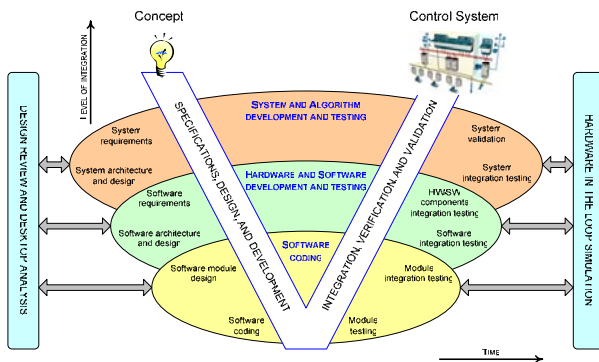 Concept
Control System
LEVEL OF INTEGRATION
DESIGN REVIEW AND DESKTOP ANALYSIS
HARDWARE IN THE LOOP SIMULATION
SPECIFICATIONS, DESIGN, AND DEVELOPMENT
INTEGRATION, VERIFICATION, AND VALIDATION
SYSTEM AND ALGORITHM
DEVELOPMENT AND TESTING
System
requirements
System
validation
System architecture
and design
System
integration testing
HARDWARE AND SOFTWARE
DEVELOPMENT AND TESTING
Software
requirements
HW/SW
components
integration testing
Software architecture
and design
Software
integration testing
SOFTWARE
CODING
Software module
design
Module
integration testing
Software
coding
Module
testing
TIME